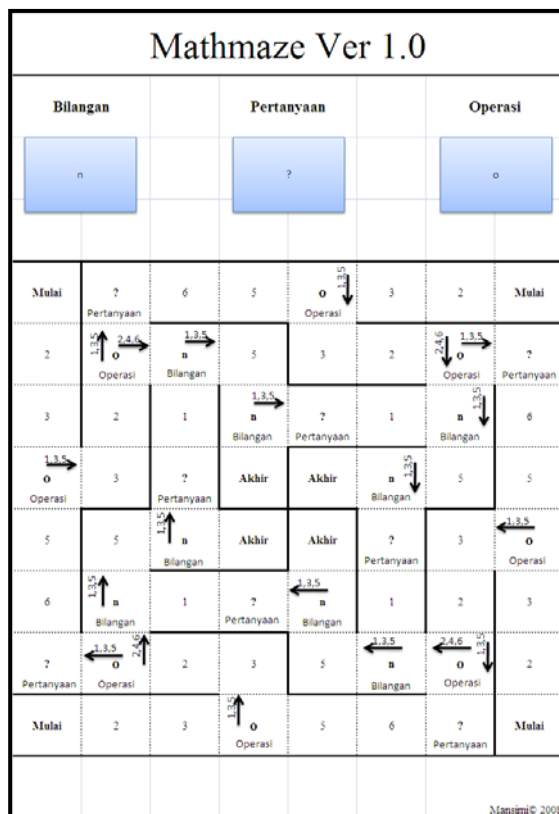 Mathmaze Ver 1.0
Bilangan Pertanyaan Operasi
n ? o
Mulai ? 6 5 O 1,3,5 3 2 Mulai
Pertanyaan Operasi
2 1,3,5 O 2,4,6 n 1,3,5 5 3 2 2,4,6 O 1,3,5 ?
Operasi Bilangan Operasi Pertanyaan
3 2 1 n 1,3,5 ? 1 n 1,3,5 6
Bilangan Pertanyaan Bilangan
O 1,3,5 3 ? Akhir Akhir n 1,3,5 5 5
Operasi Pertanyaan Bilangan
5 5 1,3,5 n Akhir Akhir ? 3 1,3,5 O
Bilangan Pertanyaan Operasi
6 1,3,5 n 1 ? 1,3,5 n 1 2 3
Bilangan Pertanyaan Bilangan
? 1,3,5 O 2,4,6 2 3 5 1,3,5 n 2,4,6 O 1,3,5 2
Pertanyaan Operasi Bilangan Operasi
Mulai 2 3 1,3,5 O 5 6 ? Mulai
Operasi Pertanyaan
Mansimi© 2008